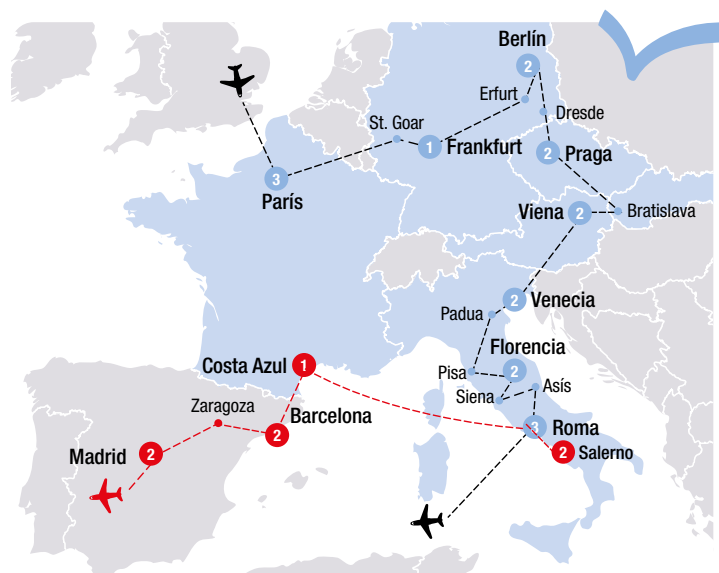 Berlín
2
Erfurt
Dresde
St. Goar
1
Frankfurt
2
Praga
3
París
Viena
2
Bratislava
2
Venecia
Padua
Florencia
Costa Azul
1
Pisa
2
Siena
Asís
Zaragoza
2
Barcelona
3
Roma
Madrid
2
2
Salerno